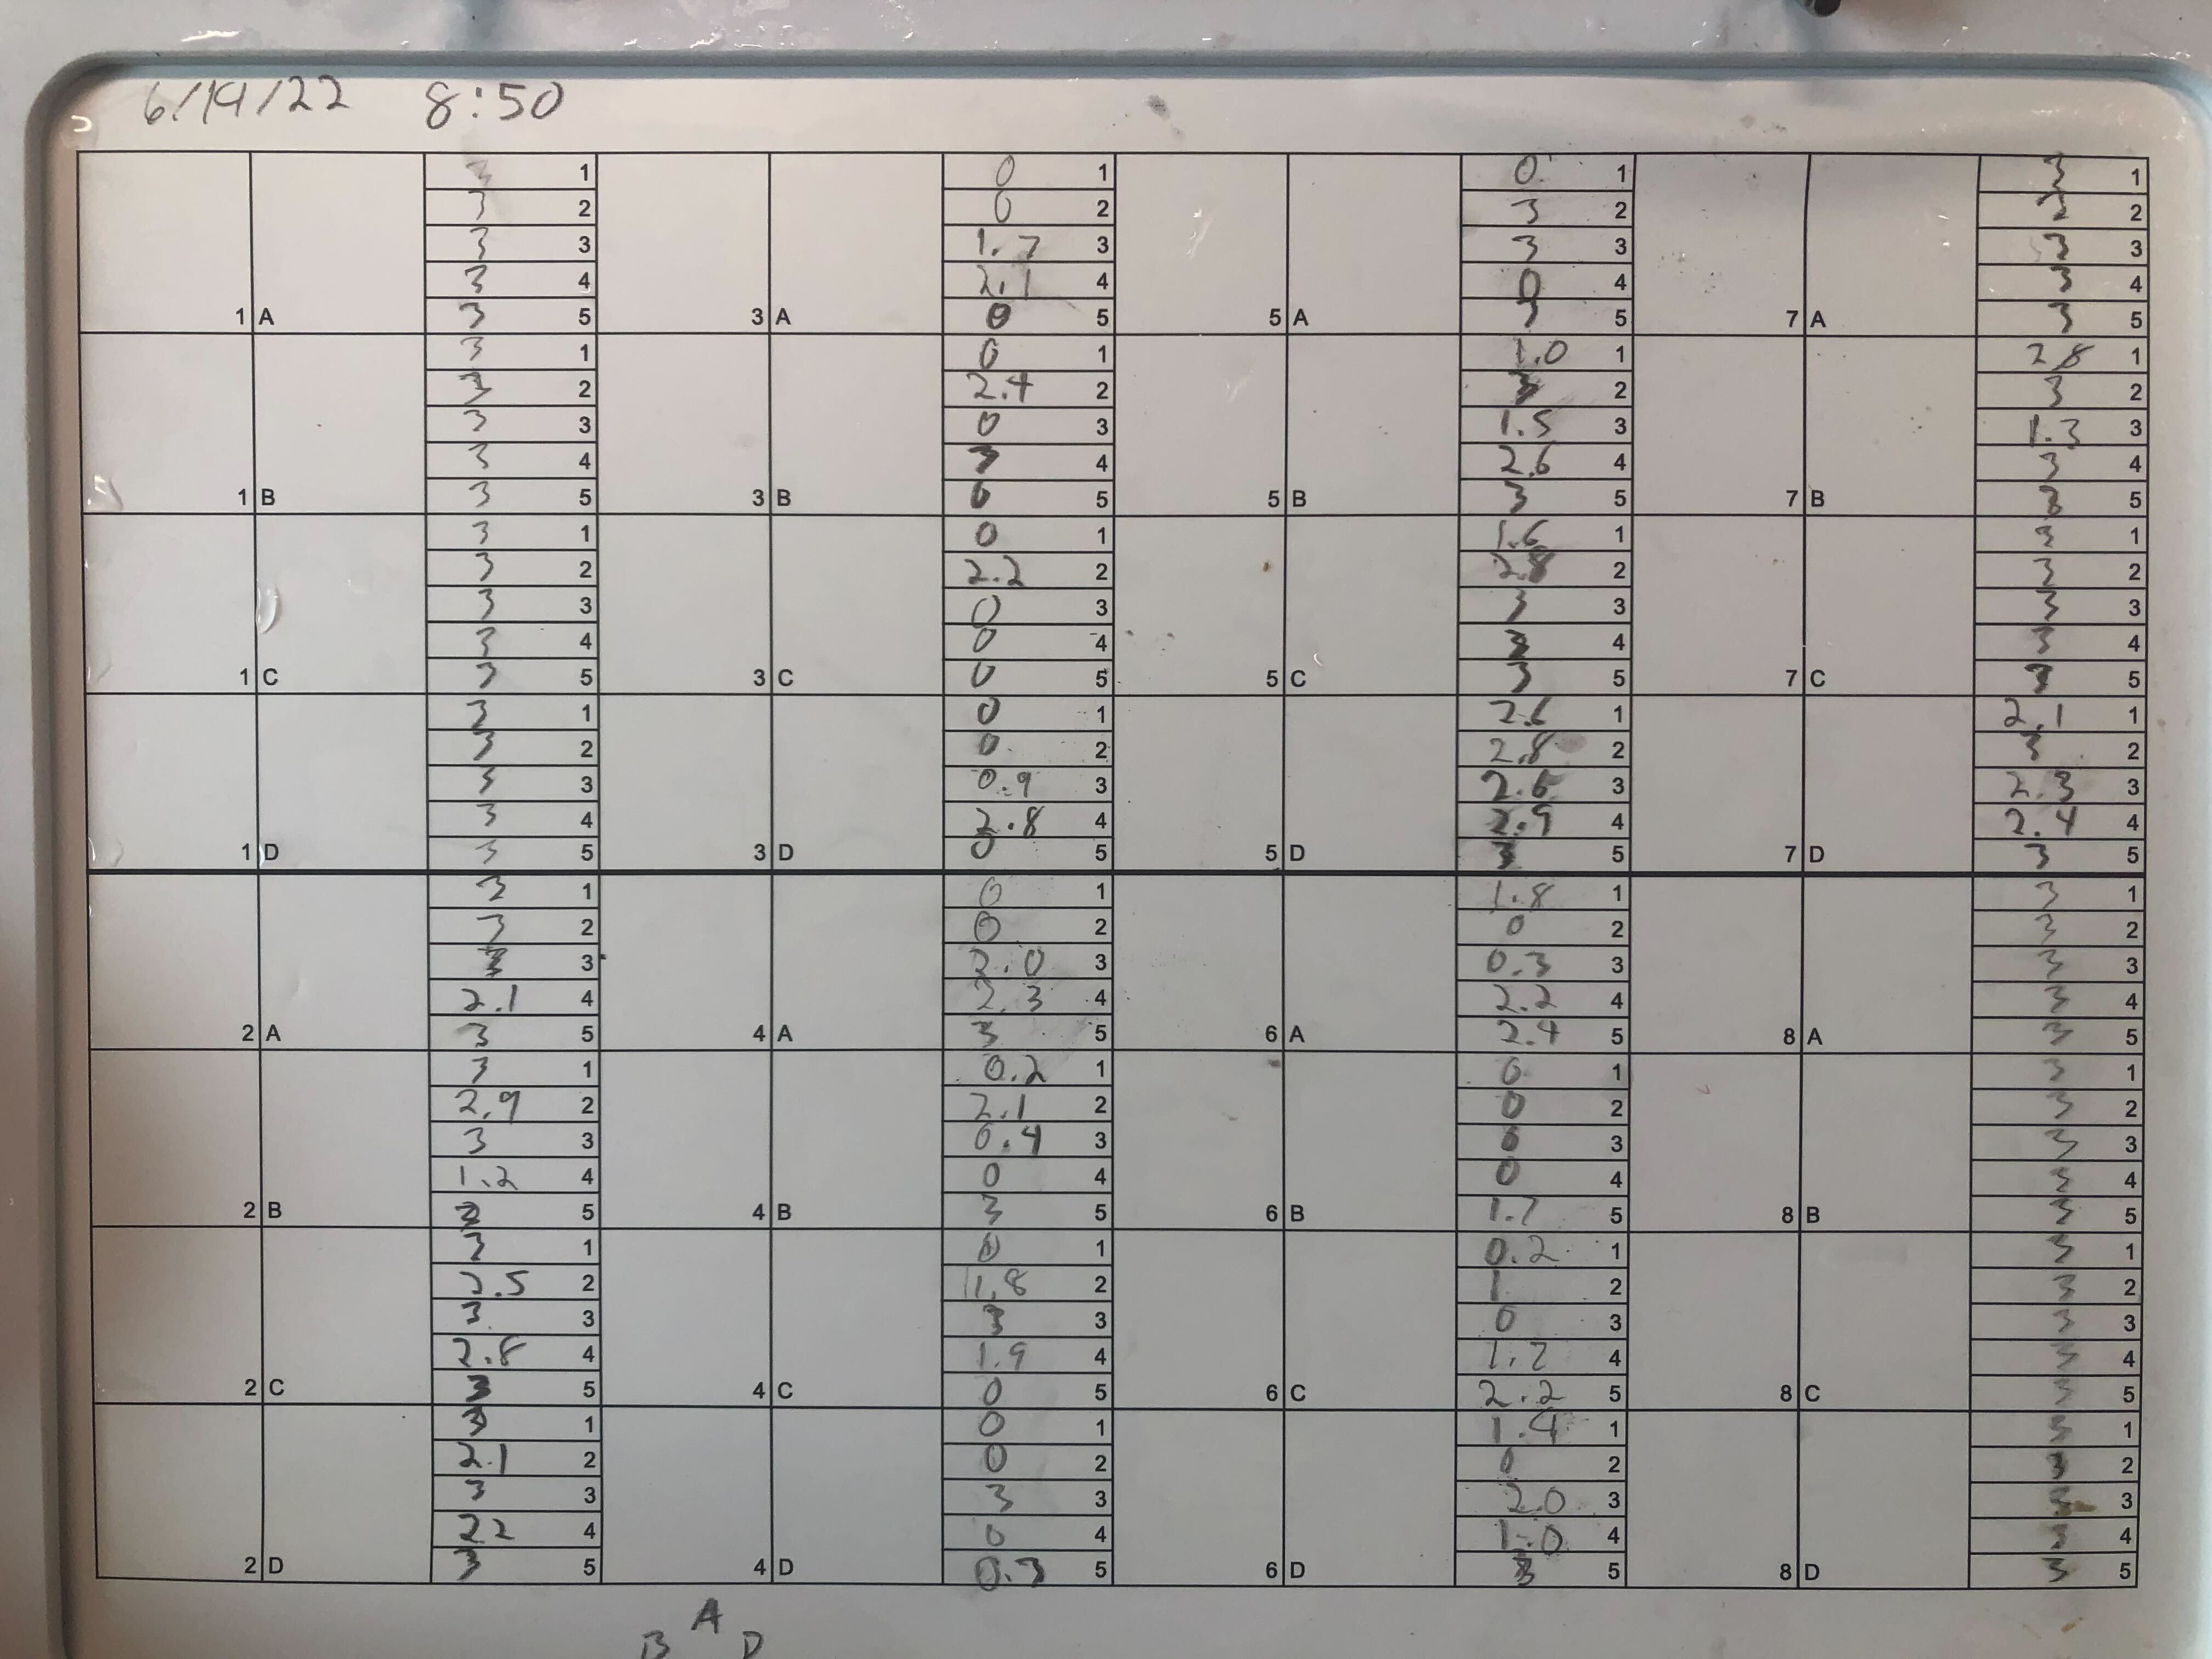 6/19/22 8:50
3 1 0 1 0 1 3 1
3 2 0 2 3 2 3 2
3 3 1.7 3 3 3 3 3
3 4 2.1 4 0 4 3 4
1 A 3 5 3 A 0 5 5 A 3 5 7 A 3 5
3 1 0 1 1.0 1 2.8 1
3 2 2.4 2 3 2 3 2
3 3 0 3 1.5 3 1.3 3
3 4 3 4 2.6 4 3 4
1 B 3 5 3 B 0 5 5 B 3 5 7 B 3 5
3 1 0 1 1.6 1 3 1
3 2 2.2 2 2.8 2 3 2
3 3 0 3 3 3 3 3
3 4 0 4 3 4 3 4
1 C 3 5 3 C 0 5 5 C 3 5 7 C 3 5
3 1 0 1 2.6 1 2.1 1
3 2 0 2 2.8 2 3 2
3 3 0.9 3 2.6 3 2.3 3
3 4 2.8 4 2.9 4 2.4 4
1 D 3 5 3 D 0 5 5 D 3 5 7 D 3 5
3 1 0 1 1.8 1 3 1
3 2 0 2 0 2 3 2
3 3 2.0 3 0.3 3 3 3
2.1 4 2.3 4 2.2 4 3 4
2 A 3 5 4 A 3 5 6 A 2.4 5 8 A 3 5
3 1 0.2 1 0 1 3 1
2.9 2 2.1 2 0 2 3 2
3 3 0.4 3 0 3 3 3
1.2 4 0 4 0 4 3 4
2 B 3 5 4 B 3 5 6 B 1.7 5 8 B 3 5
3 1 0 1 0.2 1 3 1
2.5 2 1.8 2 1 2 3 2
3 3 3 3 0 3 3 3
2.8 4 1.9 4 1.2 4 3 4
2 C 3 5 4 C 0 5 6 C 2.2 5 8 C 3 5
3 1 0 1 1.4 1 3 1
2.1 2 0 2 0 2 3 2
3 3 3 3 2.0 3 3
2.2 4 0 4 1.0 4 3 4
2 D 3 5 4 D 0.3 5 6 D 3 5 8 D 3 5
A
B D